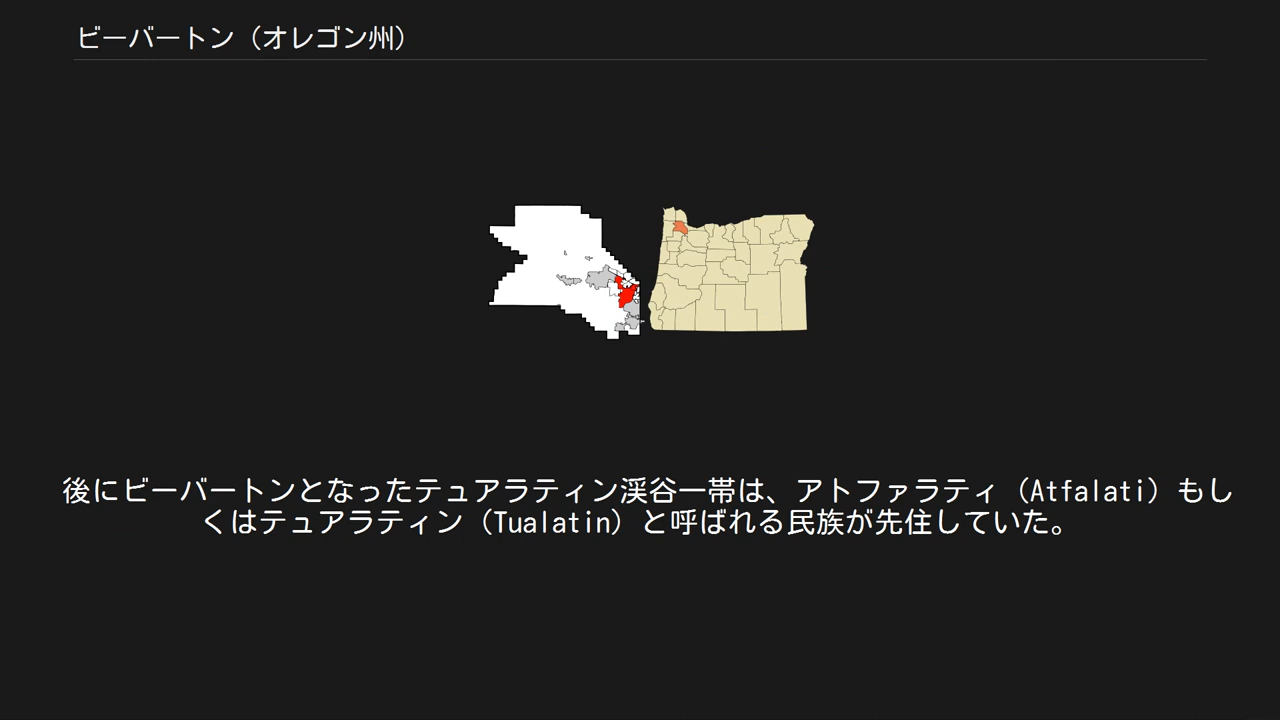 ビーバートン（オレゴン州）
後にビーバートンとなったテュアラティン渓谷一帯は、アトファラティ（Atfalati）もし
くはテュアラティン（Tualatin）と呼ばれる民族が先住していた。